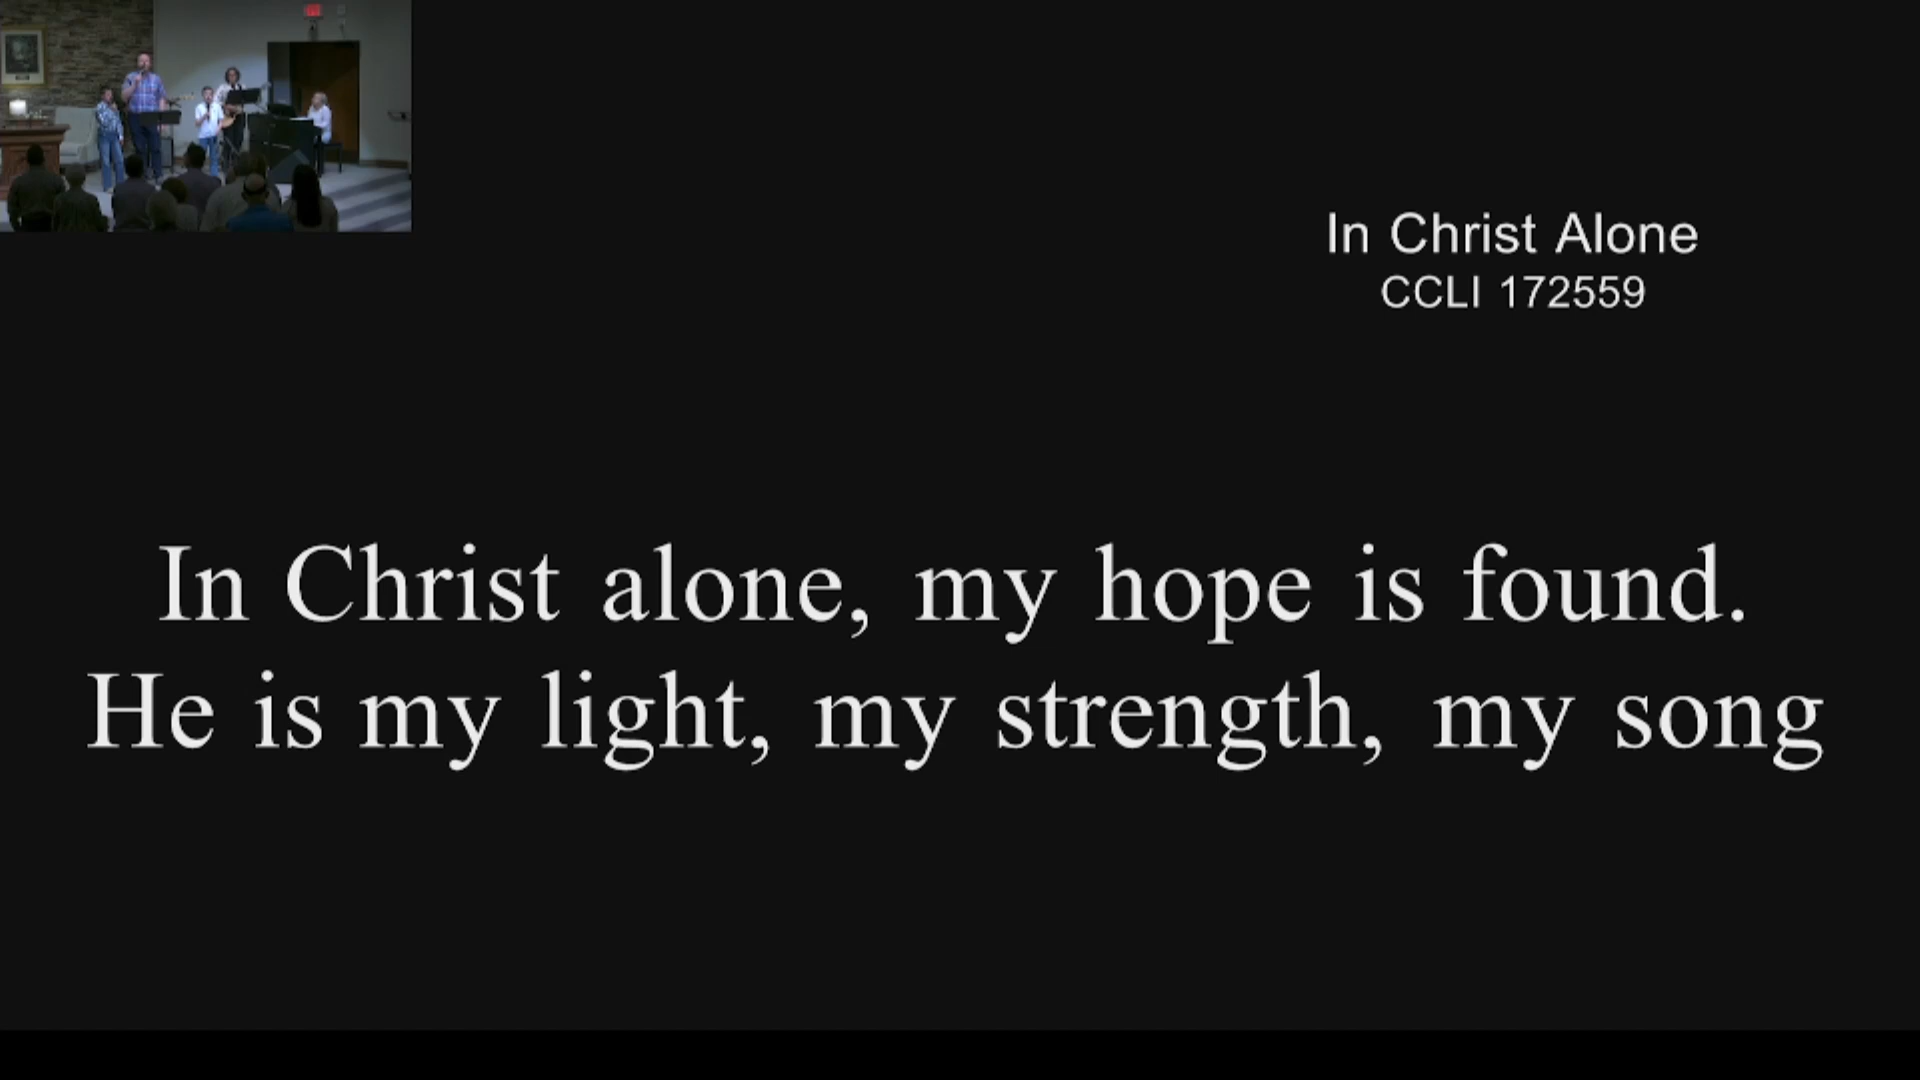 In Christ Alone
CCLI 172559
In Christ alone, my hope is found.
He is my light, my strength, my song